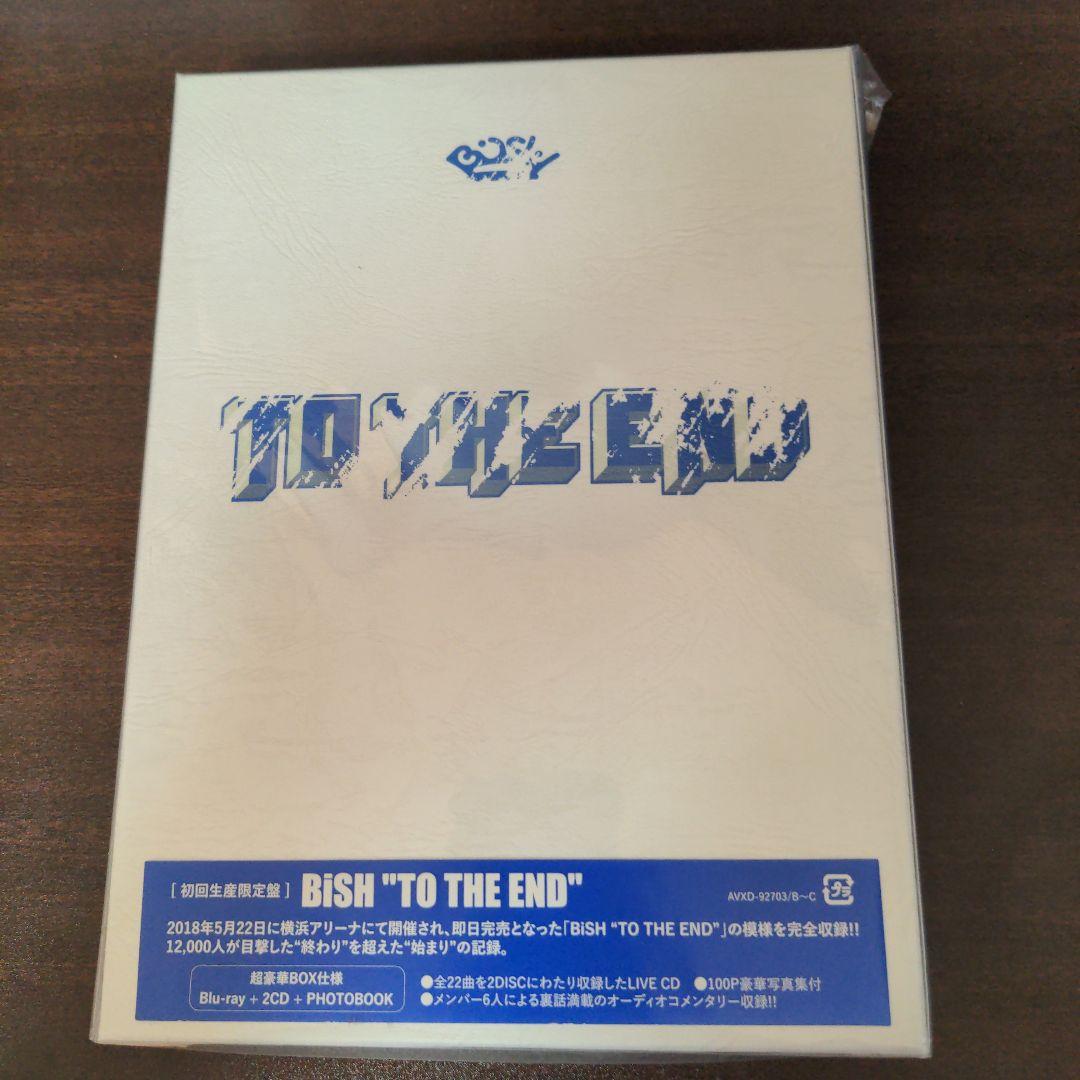 BiSH
TO THE END
[初回生産限定盤] BiSH "TO THE END"
AVXD-92703/B～C
プラ
2018年5月22日に横浜アリーナにて開催され、即日完売となった「BiSH “TO THE END”」の模様を完全収録!!
12,000人が目撃した“終わり”を超えた“始まり”の記録。
超豪華BOX仕様
Blu-ray + 2CD + PHOTOBOOK
●全22曲を2DISCにわたり収録したLIVE CD ●100P豪華写真集付
●メンバー6人による裏話満載のオーディオコメンタリー収録!!